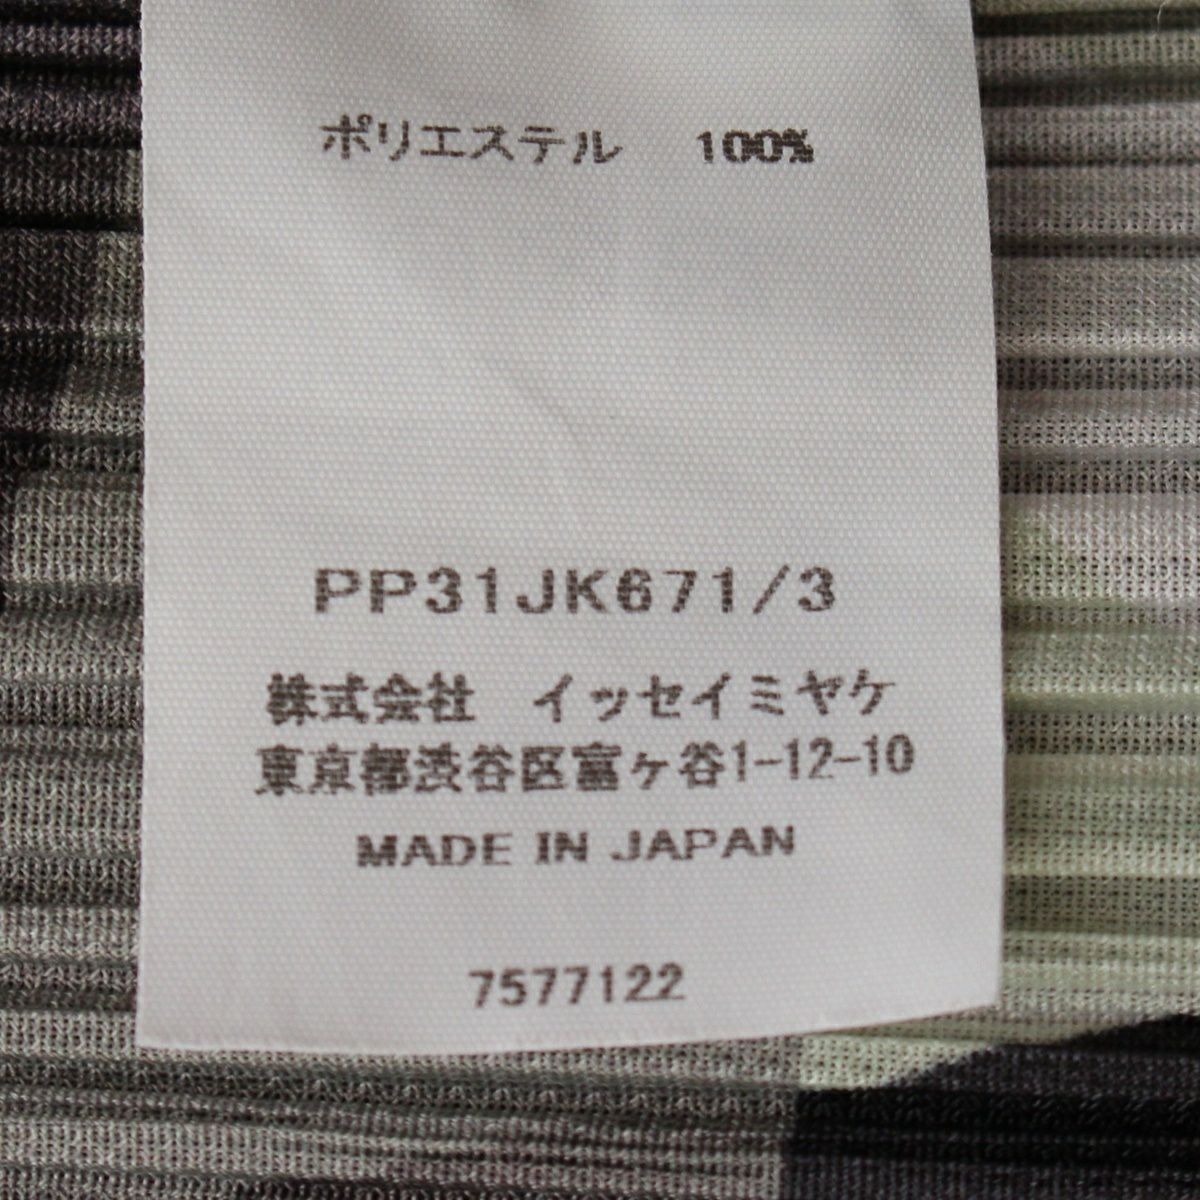 ポリエステル 100%
PP31JK671/3
株式会社 イッセイミヤケ
東京都渋谷区富ヶ谷1-12-10
MADE IN JAPAN
7577122